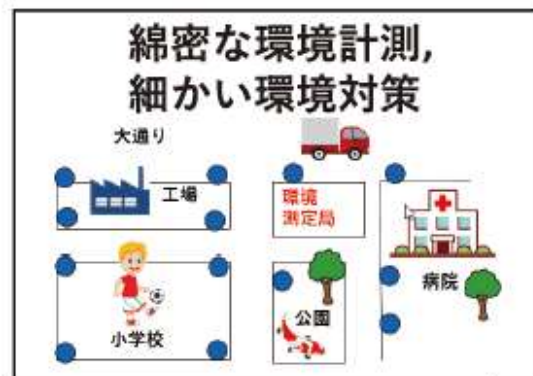 綿密な環境計測,
細かい環境対策
大通り
工場
環境
測定局
病院
小学校
公園